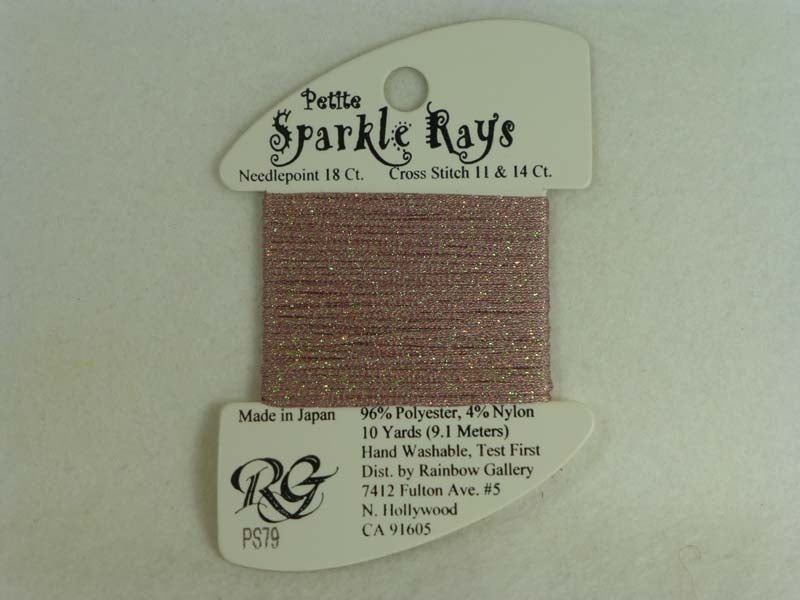 Petite
Sparkle Rays
Needlepoint 18 Ct. Cross Stitch 11 & 14 Ct.
Made in Japan
96% Polyester, 4% Nylon
10 Yards (9.1 Meters)
Hand Washable, Test First
Dist. by Rainbow Gallery
7412 Fulton Ave. #5
N. Hollywood
CA 91605
RG
PS79